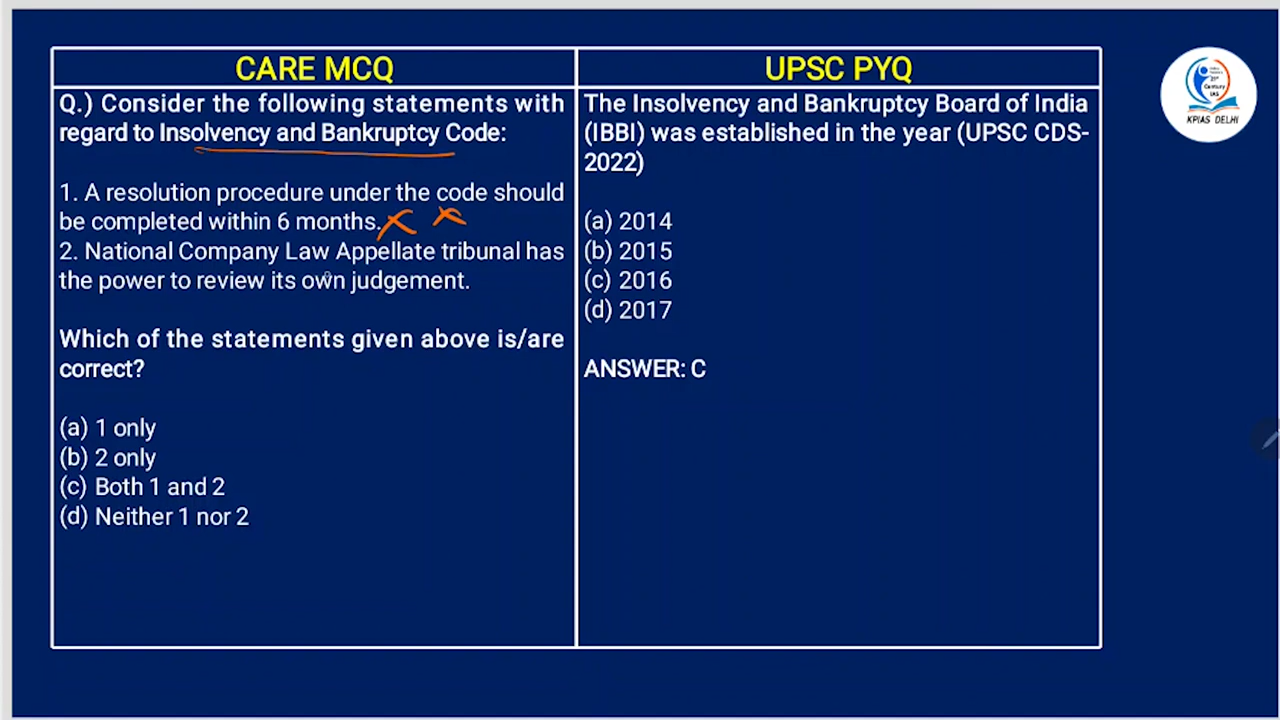 CARE MCQ
Q.) Consider the following statements with
regard to Insolvency and Bankruptcy Code:
1. A resolution procedure under the code should
be completed within 6 months.
2. National Company Law Appellate tribunal has
the power to review its own judgement.
Which of the statements given above is/are
correct?
(a) 1 only
(b) 2 only
(c) Both 1 and 2
(d) Neither 1 nor 2
UPSC PYQ
The Insolvency and Bankruptcy Board of India
(IBBI) was established in the year (UPSC CDS-
2022)
(a) 2014
(b) 2015
(c) 2016
(d) 2017
ANSWER: C
21st
Century
IAS
KPIAS DELHI